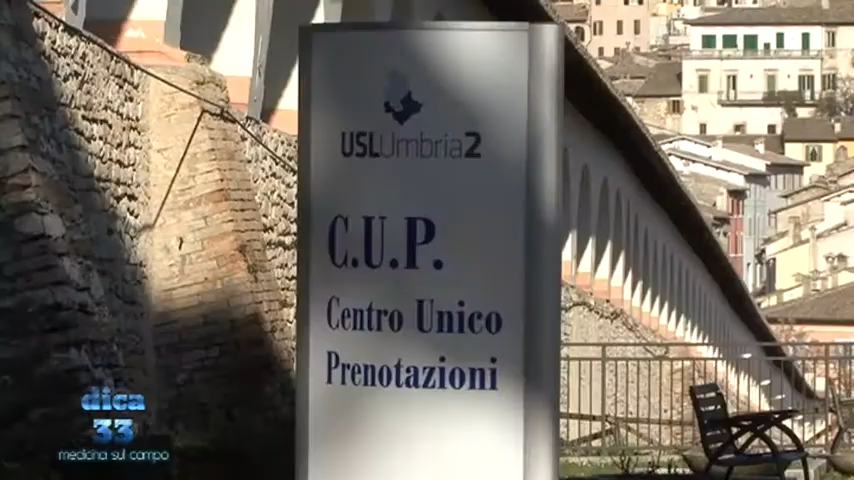 USLUmbria2
C.U.P.
Centro Unico
Prenotazioni
dica
33
medicina sul campo